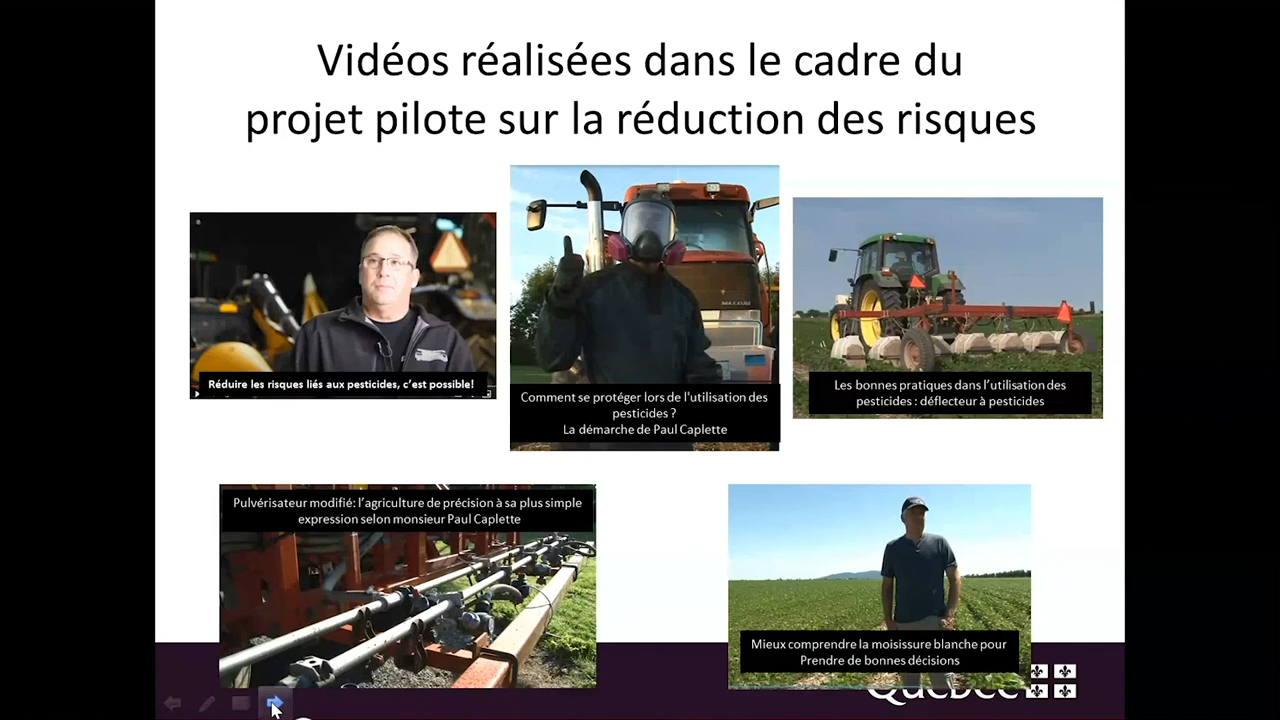 Vidéos réalisées dans le cadre du
projet pilote sur la réduction des risques
Réduire les risques liés aux pesticides, c'est possible!
Comment se protéger lors de l'utilisation des
pesticides ?
La démarche de Paul Caplette
Les bonnes pratiques dans l'utilisation des
pesticides : déflecteur à pesticides
Pulvérisateur modifié: l'agriculture de précision à sa plus simple
expression selon monsieur Paul Caplette
Mieux comprendre la moisissure blanche pour
Prendre de bonnes décisions
Québec